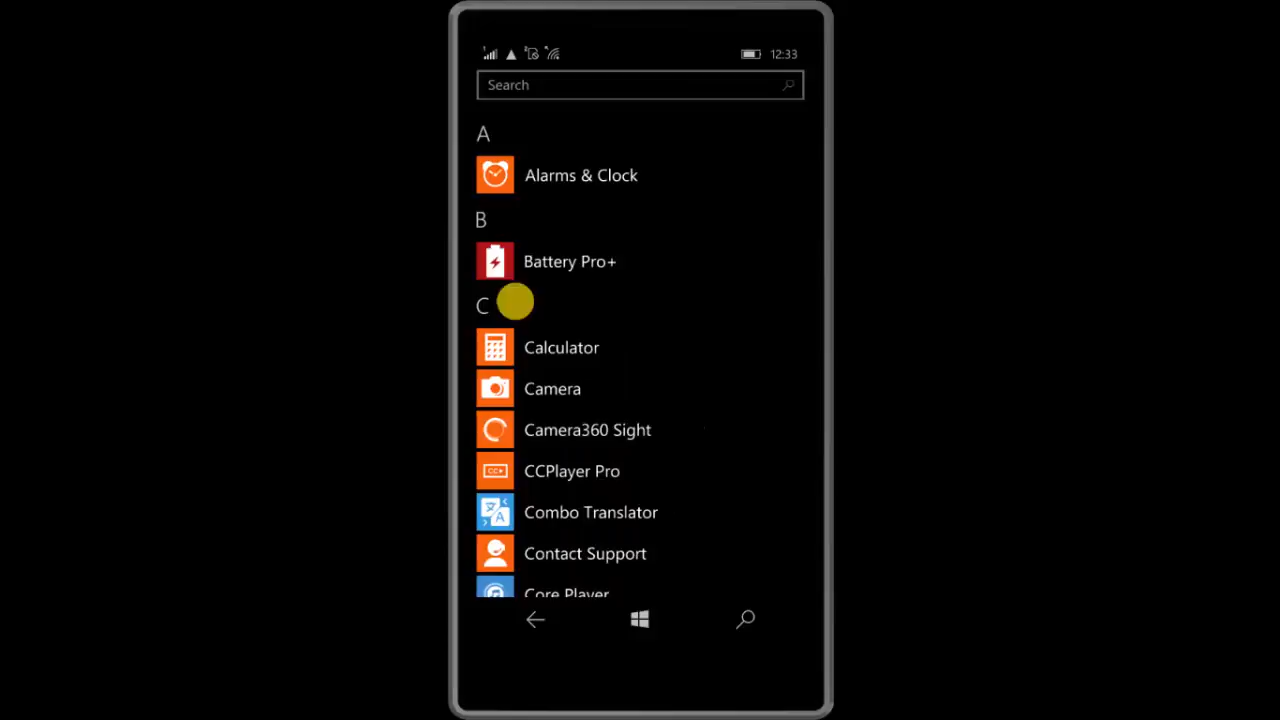 12:33
Search
A
Alarms & Clock
B
Battery Pro+
C
Calculator
Camera
Camera360 Sight
CCPlayer Pro
Combo Translator
Contact Support
Core Player